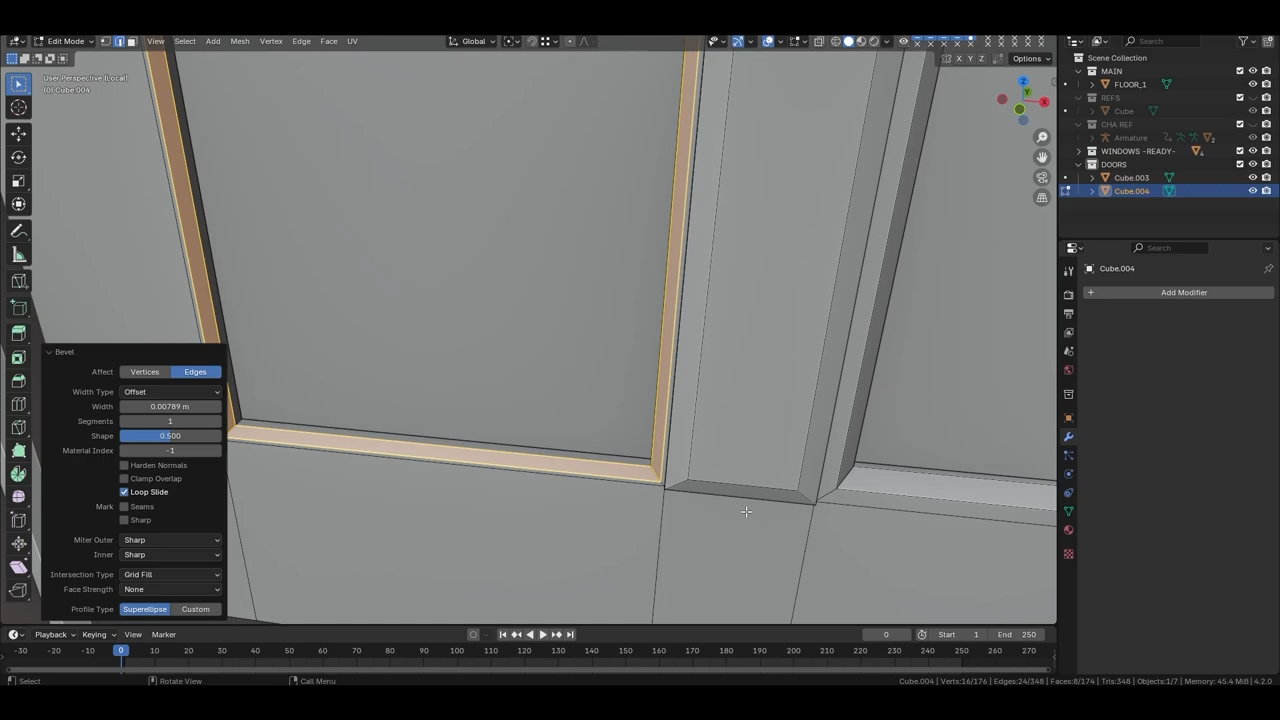 Edit Mode View Select Add Mesh Vertex Edge Face UV Global
Options
X Y Z
User Perspective (Local)
(0) Cube.004
Z
Y
X
Bevel
Affect Vertices Edges
Width Type Offset
Width 0.00789 m
Segments 1
Shape 0.500
Material Index -1
Harden Normals
Clamp Overlap
Loop Slide
Mark Seams
Sharp
Miter Outer Sharp
Inner Sharp
Intersection Type Grid Fill
Face Strength None
Profile Type Superellipse Custom
Search
Scene Collection
MAIN
FLOOR_1
REFS
Cube
CHA REF
Armature 2
WINDOWS -READY- 4
DOORS
Cube.003
Cube.004
Search
Cube.004
+ Add Modifier
Playback Keying View Marker 0 Start 1 End 250
-30 -20 -10 0 10 20 30 40 50 60 70 80 90 100 110 120 130 140 150 160 170 180 190 200 210 220 230 240 250 260 270
Select Rotate View Call Menu Cube.004 | Verts:16/176 | Edges:24/348 | Faces:8/174 | Tris:348 | Objects:1/7 | Memory: 45.4 MiB | 4.2.0